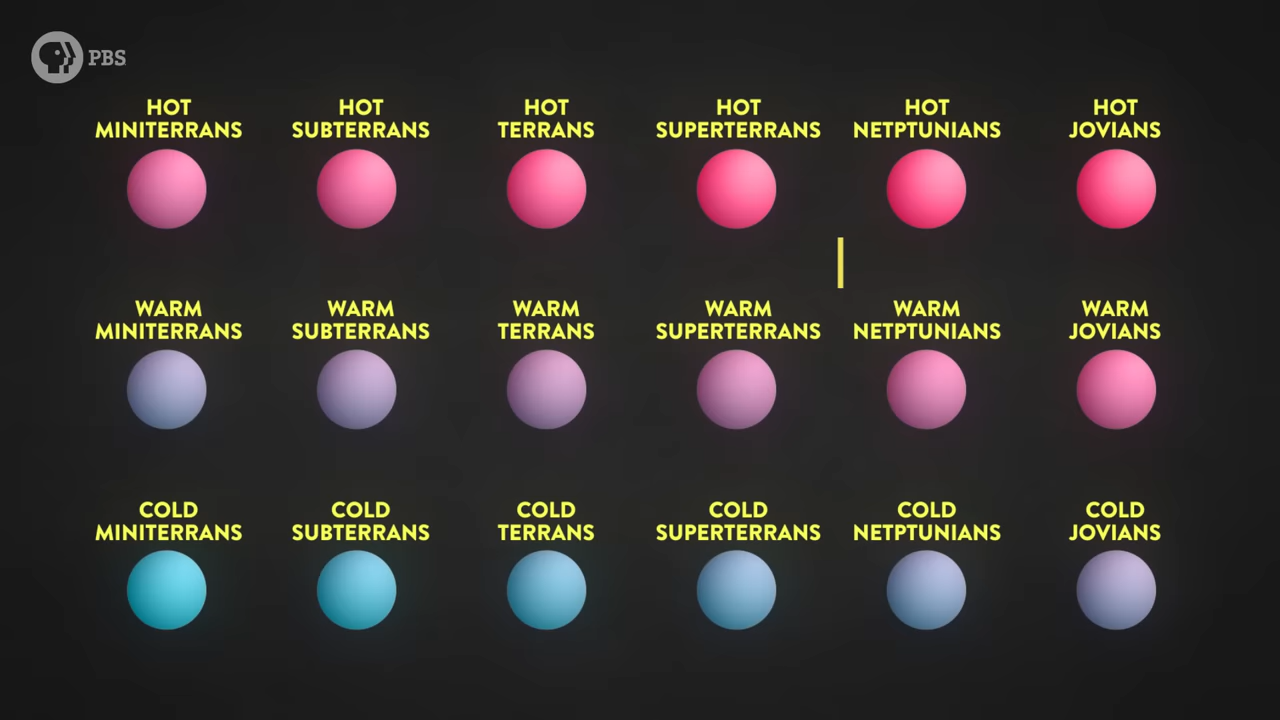 PBS
HOT HOT HOT HOT HOT HOT
MINITERRANS SUBTERRANS TERRANS SUPERTERRANS NETPTUNIANS JOVIANS
WARM WARM WARM WARM WARM WARM
MINITERRANS SUBTERRANS TERRANS SUPERTERRANS NETPTUNIANS JOVIANS
COLD COLD COLD COLD COLD COLD
MINITERRANS SUBTERRANS TERRANS SUPERTERRANS NETPTUNIANS JOVIANS